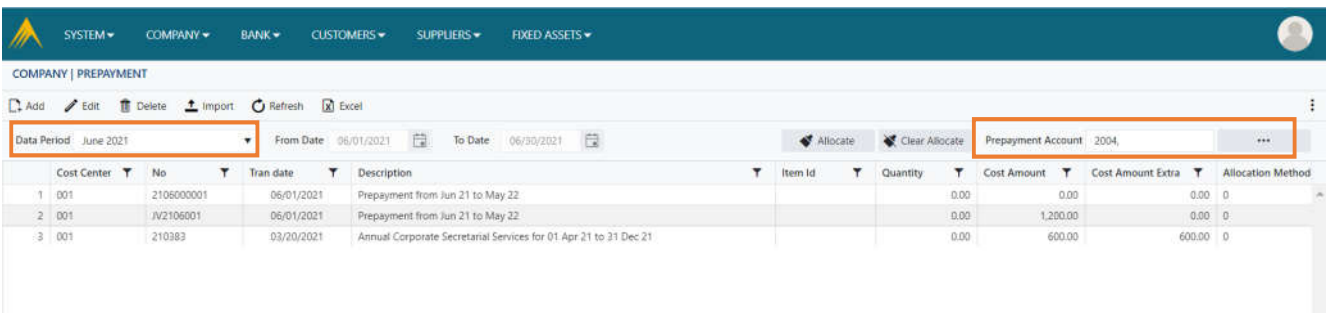 SYSTEM COMPANY BANK CUSTOMERS SUPPLIERS FIXED ASSETS
COMPANY | PREPAYMENT
Add Edit Delete Import Refresh Excel
Data Period June 2021 From Date 06/01/2021 To Date 06/30/2021 Allocate Clear Allocate Prepayment Account 2004, ...
Cost Center No Tran date Description Item Id Quantity Cost Amount Cost Amount Extra Allocation Method
1 001 2106000001 06/01/2021 Prepayment from Jun 21 to May 22 0.00 0.00 0.00 0
2 001 JV2106001 06/01/2021 Prepayment from Jun 21 to May 22 0.00 1,200.00 0.00 0
3 001 210383 03/20/2021 Annual Corporate Secretarial Services for 01 Apr 21 to 31 Dec 21 0.00 600.00 600.00 0